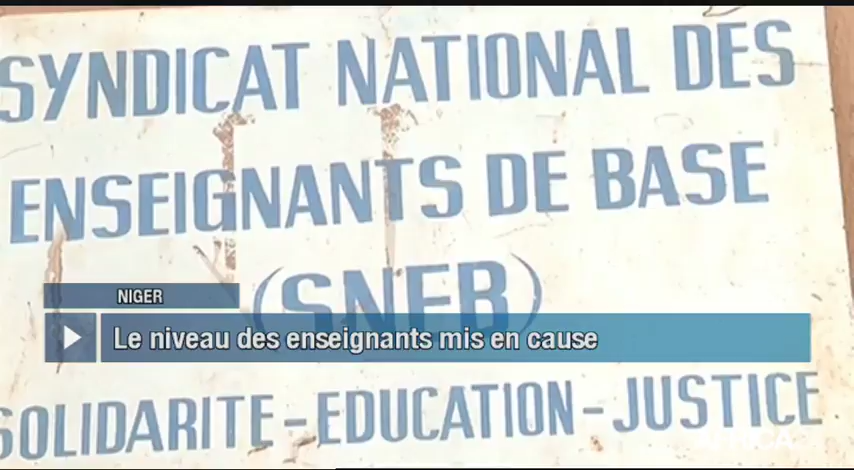 SYNDICAT NATIONAL DES
ENSEIGNANTS DE BASE
(SNEB)
NIGER
Le niveau des enseignants mis en cause
SOLIDARITE-EDUCATION-JUSTICE